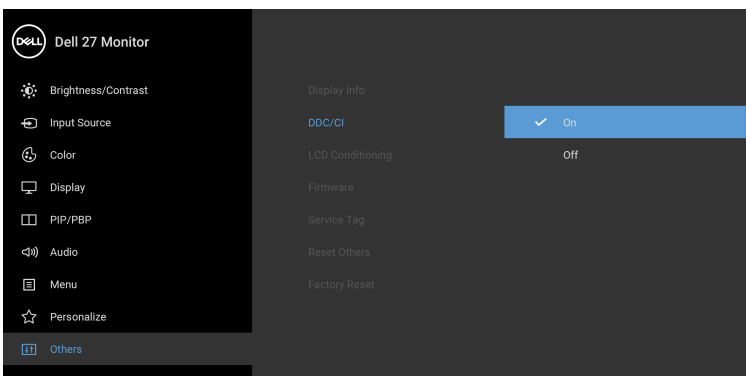 DELL
Dell 27 Monitor
Brightness/Contrast
Input Source
Color
Display
PIP/PBP
Audio
Menu
Personalize
Others
Display Info
DDC/CI
LCD Conditioning
Firmware
Service Tag
Reset Others
Factory Reset
On
Off